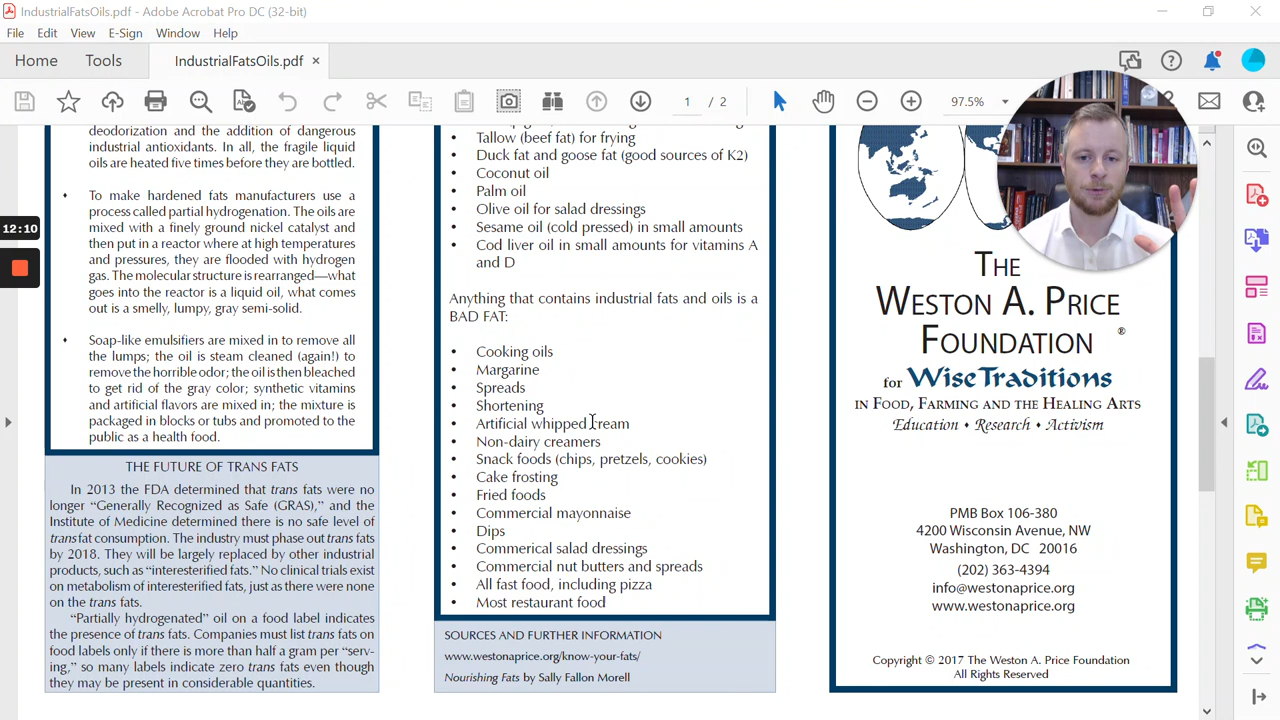 IndustrialFatsOils.pdf - Adobe Acrobat Pro DC (32-bit)
File Edit View E-Sign Window Help
Home Tools IndustrialFatsOils.pdf ×
1 / 2 97.5%
12:10
deodorization and the addition of dangerous
industrial antioxidants. In all, the fragile liquid
oils are heated five times before they are bottled.
To make hardened fats manufacturers use a
process called partial hydrogenation. The oils are
mixed with a finely ground nickel catalyst and
then put in a reactor where at high temperatures
and pressures, they are flooded with hydrogen
gas. The molecular structure is rearranged—what
goes into the reactor is a liquid oil, what comes
out is a smelly, lumpy, gray semi-solid.
Soap-like emulsifiers are mixed in to remove all
the lumps; the oil is steam cleaned (again!) to
remove the horrible odor; the oil is then bleached
to get rid of the gray color; synthetic vitamins
and artificial flavors are mixed in; the mixture is
packaged in blocks or tubs and promoted to the
public as a health food.
THE FUTURE OF TRANS FATS
In 2013 the FDA determined that trans fats were no
longer “Generally Recognized as Safe (GRAS),” and the
Institute of Medicine determined there is no safe level of
trans fat consumption. The industry must phase out trans fats
by 2018. They will be largely replaced by other industrial
products, such as “interesterified fats.” No clinical trials exist
on metabolism of interesterified fats, just as there were none
on the trans fats.
“Partially hydrogenated” oil on a food label indicates
the presence of trans fats. Companies must list trans fats on
food labels only if there is more than half a gram per “serv-
ing,” so many labels indicate zero trans fats even though
they may be present in considerable quantities.
• Tallow (beef fat) for frying
• Duck fat and goose fat (good sources of K2)
• Coconut oil
• Palm oil
• Olive oil for salad dressings
• Sesame oil (cold pressed) in small amounts
• Cod liver oil in small amounts for vitamins A
and D
Anything that contains industrial fats and oils is a
BAD FAT:
• Cooking oils
• Margarine
• Spreads
• Shortening
• Artificial whipped cream
• Non-dairy creamers
• Snack foods (chips, pretzels, cookies)
• Cake frosting
• Fried foods
• Commercial mayonnaise
• Dips
• Commerical salad dressings
• Commercial nut butters and spreads
• All fast food, including pizza
• Most restaurant food
SOURCES AND FURTHER INFORMATION
www.westonaprice.org/know-your-fats/
Nourishing Fats by Sally Fallon Morell
THE
WESTON A. PRICE
FOUNDATION ®
for WiseTraditions
IN FOOD, FARMING AND THE HEALING ARTS
Education • Research • Activism
PMB Box 106-380
4200 Wisconsin Avenue, NW
Washington, DC 20016
(202) 363-4394
info@westonaprice.org
www.westonaprice.org
Copyright © 2017 The Weston A. Price Foundation
All Rights Reserved